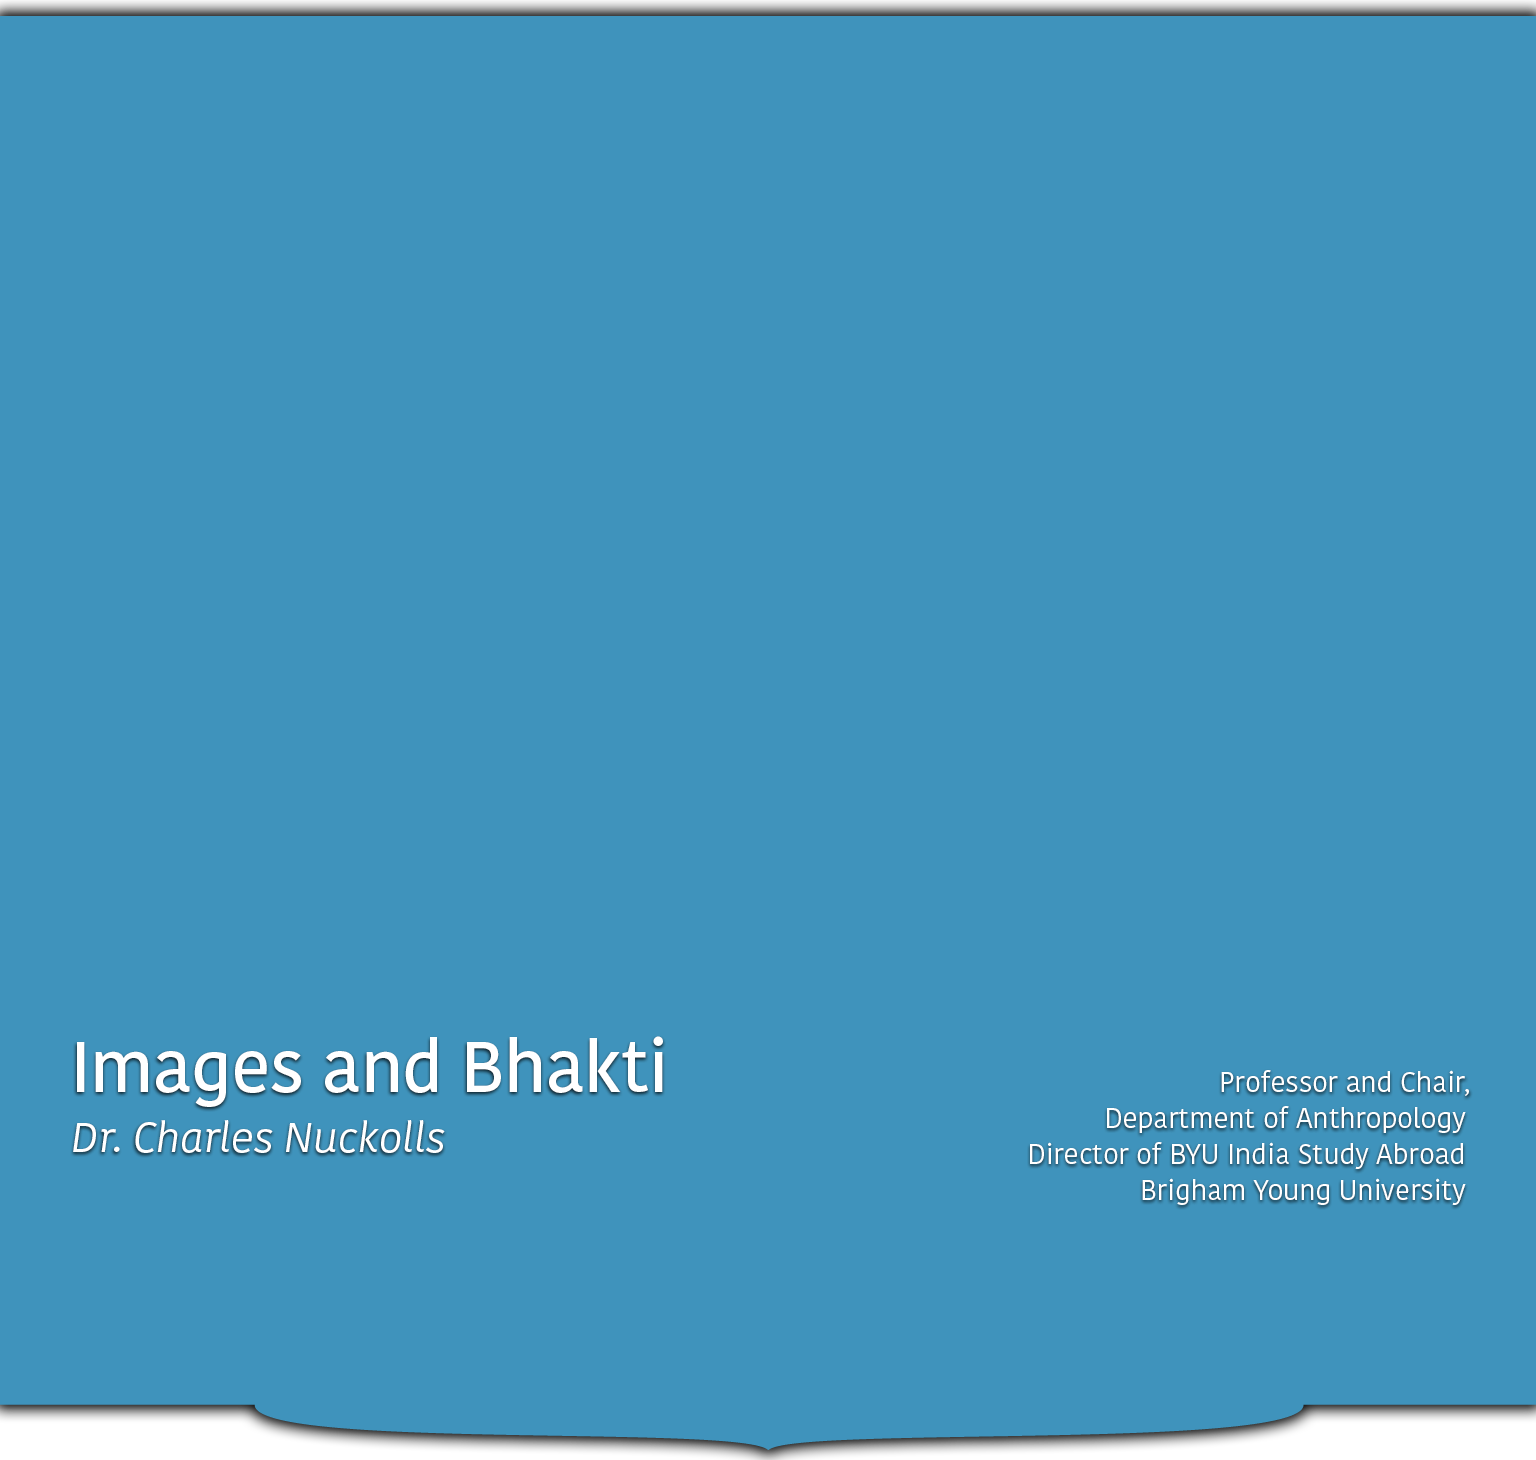 Images and Bhakti
Dr. Charles Nuckolls
Professor and Chair,
Department of Anthropology
Director of BYU India Study Abroad
Brigham Young University